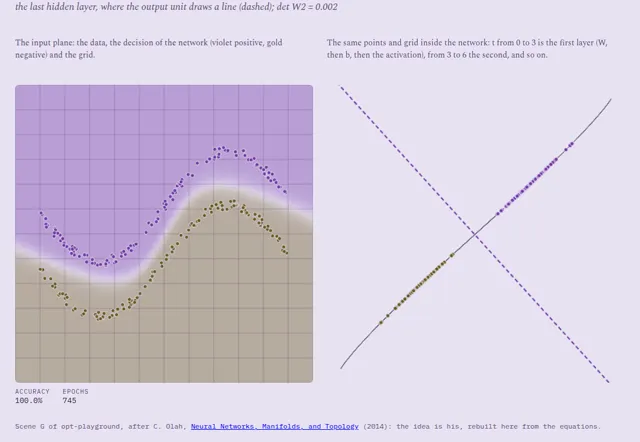 the last hidden layer, where the output unit draws a line (dashed); det W2 = 0.002
The input plane: the data, the decision of the network (violet positive, gold
negative) and the grid.
The same points and grid inside the network: t from 0 to 3 is the first layer (W,
then b, then the activation), from 3 to 6 the second, and so on.
ACCURACY EPOCHS
100.0% 745
Scene G of opt-playground, after C. Olah, Neural Networks, Manifolds, and Topology (2014): the idea is his, rebuilt here from the equations.